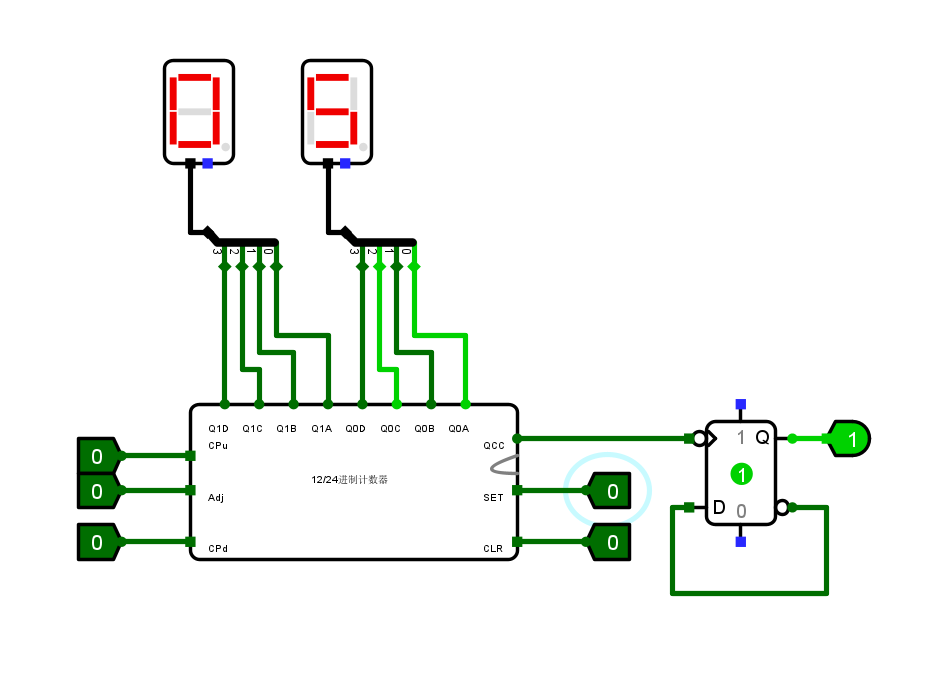 3 2 1 0
3 2 1 0
Q1D Q1C Q1B Q1A Q0D Q0C Q0B Q0A
CPu
QCC
0
Adj
12/24进制计数器
SET
0
0
CPd
CLR
0
0
1 Q
1
D
0
1